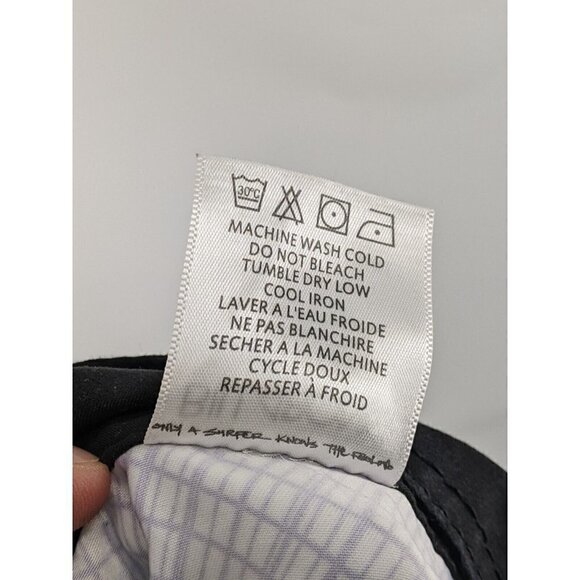 30°C
MACHINE WASH COLD
DO NOT BLEACH
TUMBLE DRY LOW
COOL IRON
LAVER A L'EAU FROIDE
NE PAS BLANCHIRE
SECHER A LA MACHINE
CYCLE DOUX
REPASSER À FROID
ONLY A SURFER KNOWS THE FEELING